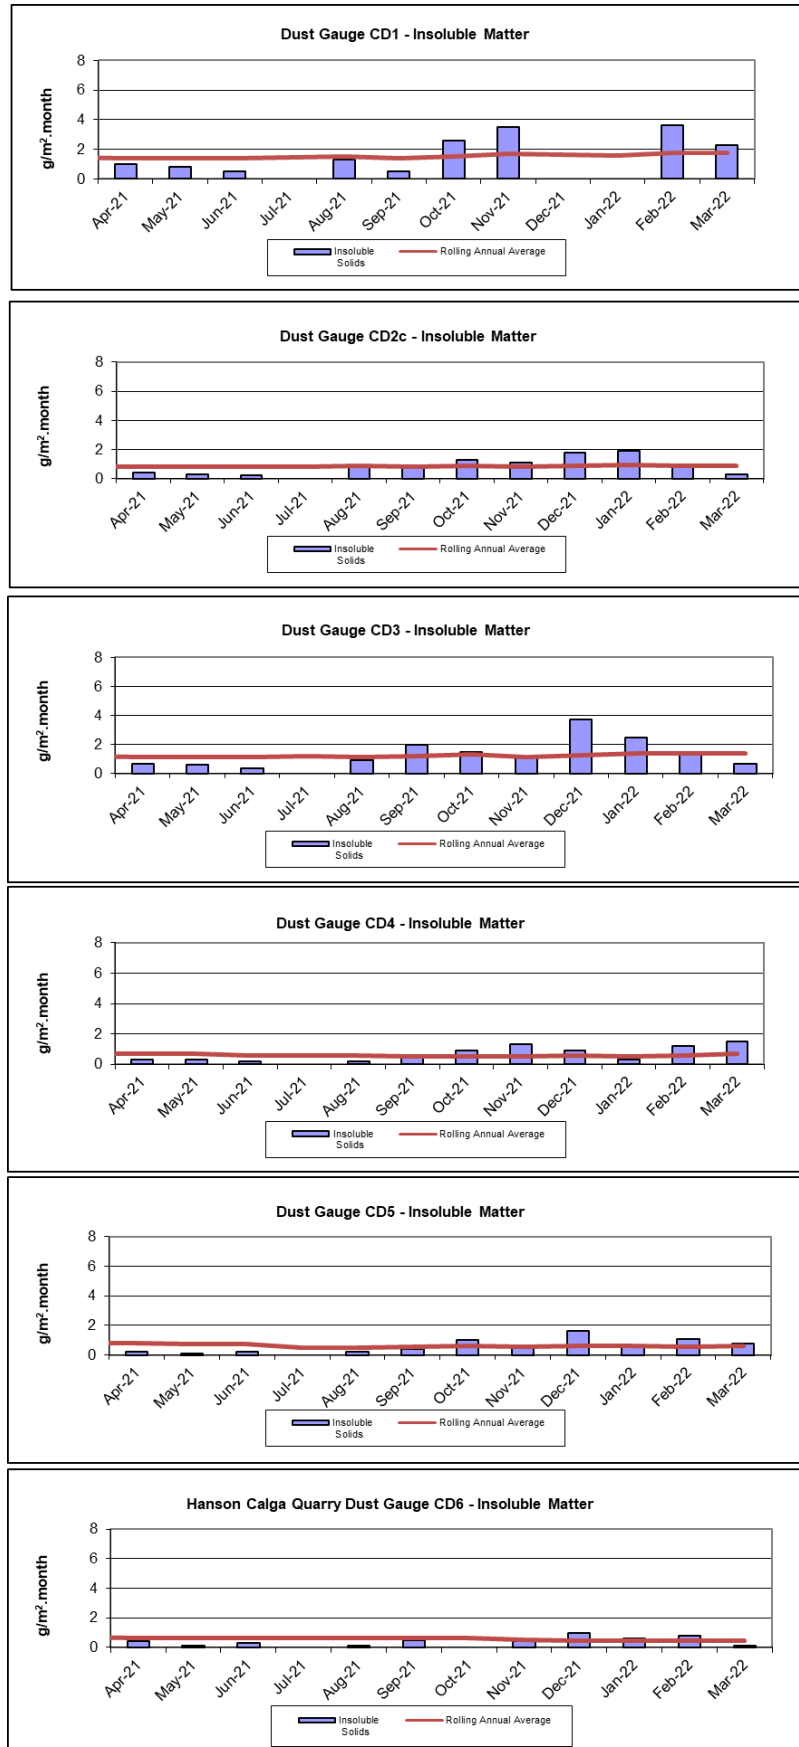 Dust Gauge CD1 - Insoluble Matter
g/m².month
8
6
4
2
0
Apr-21 May-21 Jun-21 Jul-21 Aug-21 Sep-21 Oct-21 Nov-21 Dec-21 Jan-22 Feb-22 Mar-22
Insoluble Rolling Annual Average
Solids
Dust Gauge CD2c - Insoluble Matter
g/m².month
8
6
4
2
0
Apr-21 May-21 Jun-21 Jul-21 Aug-21 Sep-21 Oct-21 Nov-21 Dec-21 Jan-22 Feb-22 Mar-22
Insoluble Rolling Annual Average
Solids
Dust Gauge CD3 - Insoluble Matter
g/m².month
8
6
4
2
0
Apr-21 May-21 Jun-21 Jul-21 Aug-21 Sep-21 Oct-21 Nov-21 Dec-21 Jan-22 Feb-22 Mar-22
Insoluble Rolling Annual Average
Solids
Dust Gauge CD4 - Insoluble Matter
g/m².month
8
6
4
2
0
Apr-21 May-21 Jun-21 Jul-21 Aug-21 Sep-21 Oct-21 Nov-21 Dec-21 Jan-22 Feb-22 Mar-22
Insoluble Rolling Annual Average
Solids
Dust Gauge CD5 - Insoluble Matter
g/m².month
8
6
4
2
0
Apr-21 May-21 Jun-21 Jul-21 Aug-21 Sep-21 Oct-21 Nov-21 Dec-21 Jan-22 Feb-22 Mar-22
Insoluble Rolling Annual Average
Solids
Hanson Calga Quarry Dust Gauge CD6 - Insoluble Matter
g/m².month
8
6
4
2
0
Apr-21 May-21 Jun-21 Jul-21 Aug-21 Sep-21 Oct-21 Nov-21 Dec-21 Jan-22 Feb-22 Mar-22
Insoluble Rolling Annual Average
Solids